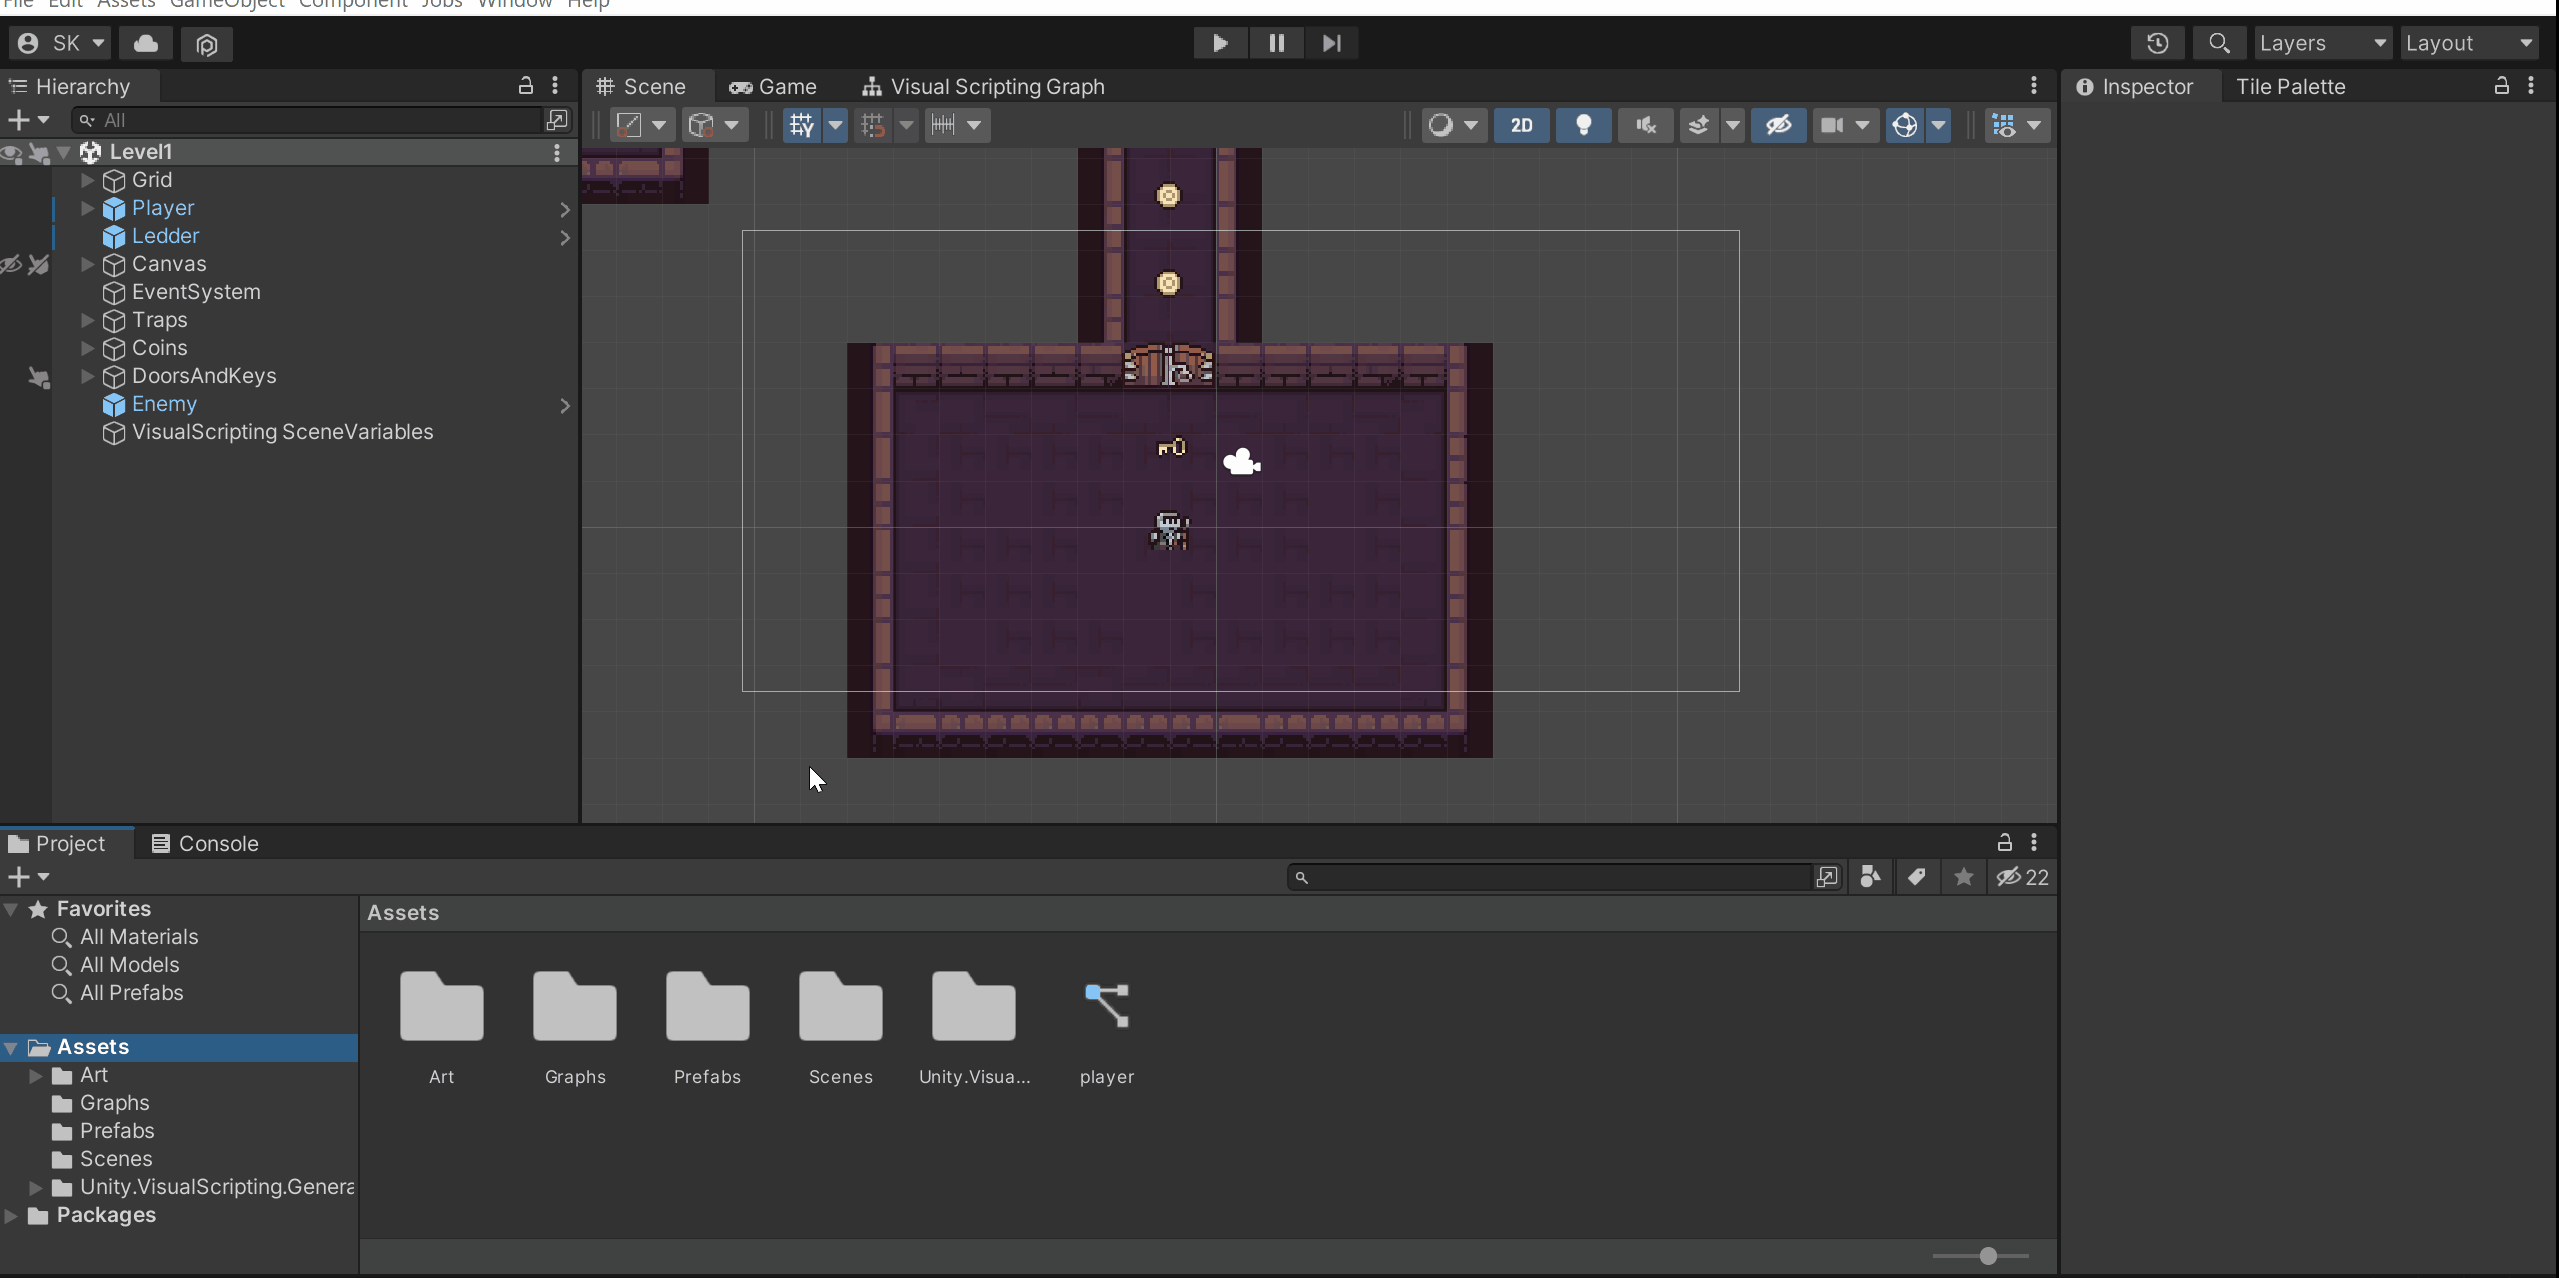 File Edit Assets GameObject Component Jobs Window Help
SK
Layers
Layout
Hierarchy
Scene
Game
Visual Scripting Graph
Inspector
Tile Palette
All
2D
Level1
Grid
Player
Ledder
Canvas
EventSystem
Traps
Coins
DoorsAndKeys
Enemy
VisualScripting SceneVariables
Project
Console
22
Favorites
All Materials
All Models
All Prefabs
Assets
Art
Graphs
Prefabs
Scenes
Unity.VisualScripting.Genera
Packages
Assets
Art
Graphs
Prefabs
Scenes
Unity.Visua...
player